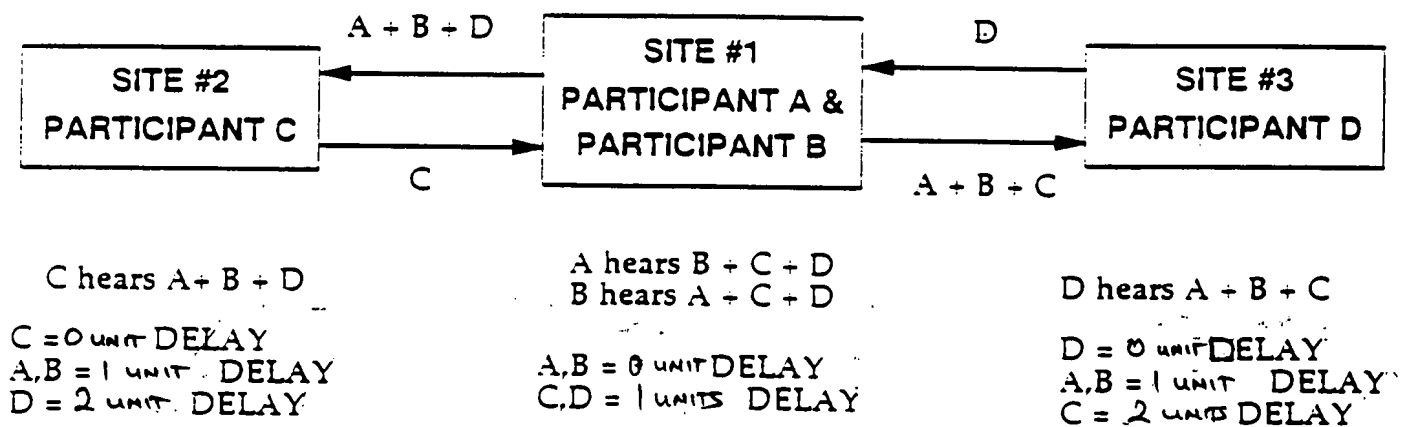 A + B + D
D
SITE #2
PARTICIPANT C
SITE #1
PARTICIPANT A &
PARTICIPANT B
SITE #3
PARTICIPANT D
C
A + B + C
C hears A + B + D
C = 0 UNIT DELAY
A,B = 1 UNIT DELAY
D = 2 UNIT DELAY
A hears B + C + D
B hears A + C + D
A,B = 0 UNIT DELAY
C,D = 1 UNITS DELAY
D hears A + B + C
D = 0 UNIT DELAY
A,B = 1 UNIT DELAY
C = 2 UNITS DELAY